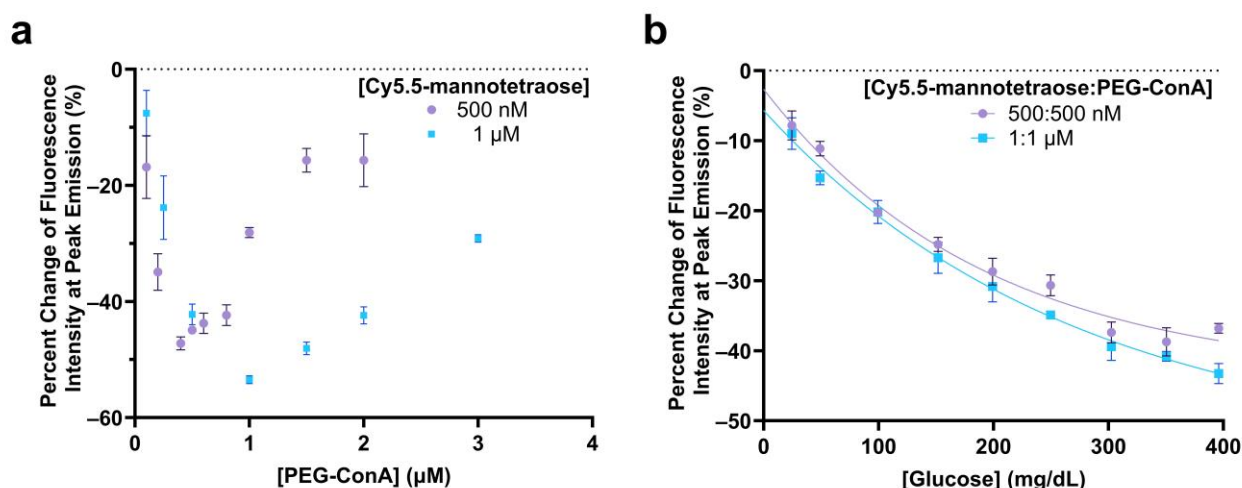 a
Percent Change of Fluorescence
Intensity at Peak Emission (%)
0
–20
–40
–60
[Cy5.5-mannotetraose]
500 nM
1 µM
0
1
2
3
4
[PEG-ConA] (µM)
b
Percent Change of Fluorescence
Intensity at Peak Emission (%)
0
–10
–20
–30
–40
–50
[Cy5.5-mannotetraose:PEG-ConA]
500:500 nM
1:1 µM
0
100
200
300
400
[Glucose] (mg/dL)